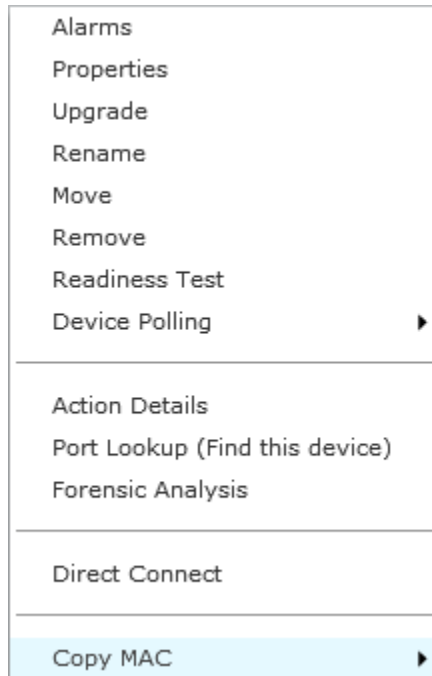 Alarms
Properties
Upgrade
Rename
Move
Remove
Readiness Test
Device Polling
Action Details
Port Lookup (Find this device)
Forensic Analysis
Direct Connect
Copy MAC